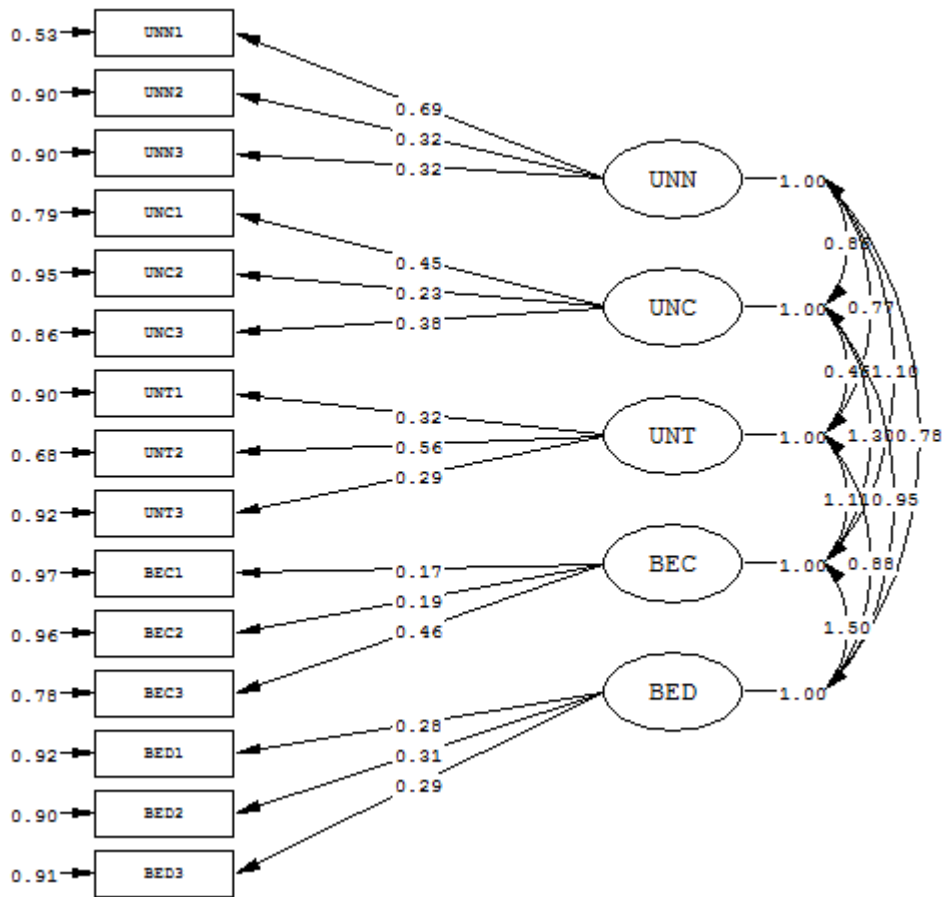 0.53 UNN1
0.90 UNN2
0.69
0.32
0.90 UNN3
0.32
UNN 1.00
0.79 UNC1
0.45
0.95 UNC2
0.23
UNC 1.00
0.77
0.86 UNC3
0.38
1.10
0.90 UNT1
0.32
UNT 1.00 1.30 0.78
0.68 UNT2
0.56
0.29
1.11 0.95
0.92 UNT3
0.97 BEC1
0.17
BEC 1.00 0.88
0.19
0.96 BEC2
0.46
1.50
0.78 BEC3
BED 1.00
0.28
0.92 BED1
0.31
0.29
0.90 BED2
0.91 BED3